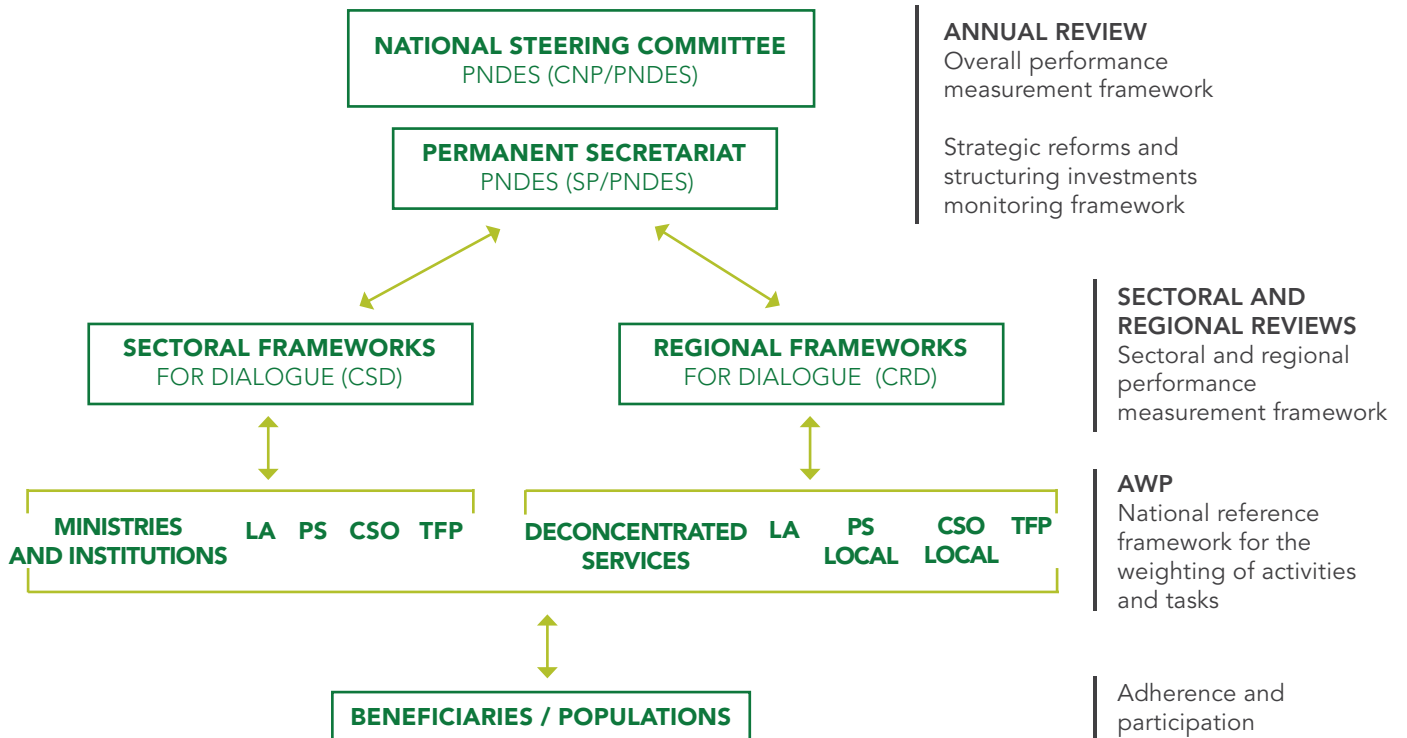 NATIONAL STEERING COMMITTEE
PNDES (CNP/PNDES)
ANNUAL REVIEW
Overall performance
measurement framework
PERMANENT SECRETARIAT
PNDES (SP/PNDES)
Strategic reforms and
structuring investments
monitoring framework
SECTORAL FRAMEWORKS
FOR DIALOGUE (CSD)
REGIONAL FRAMEWORKS
FOR DIALOGUE (CRD)
SECTORAL AND
REGIONAL REVIEWS
Sectoral and regional
performance
measurement framework
MINISTRIES
AND INSTITUTIONS
LA
PS
CSO
TFP
DECONCENTRATED
SERVICES
LA
PS
LOCAL
CSO
LOCAL
TFP
AWP
National reference
framework for the
weighting of activities
and tasks
BENEFICIARIES / POPULATIONS
Adherence and
participation